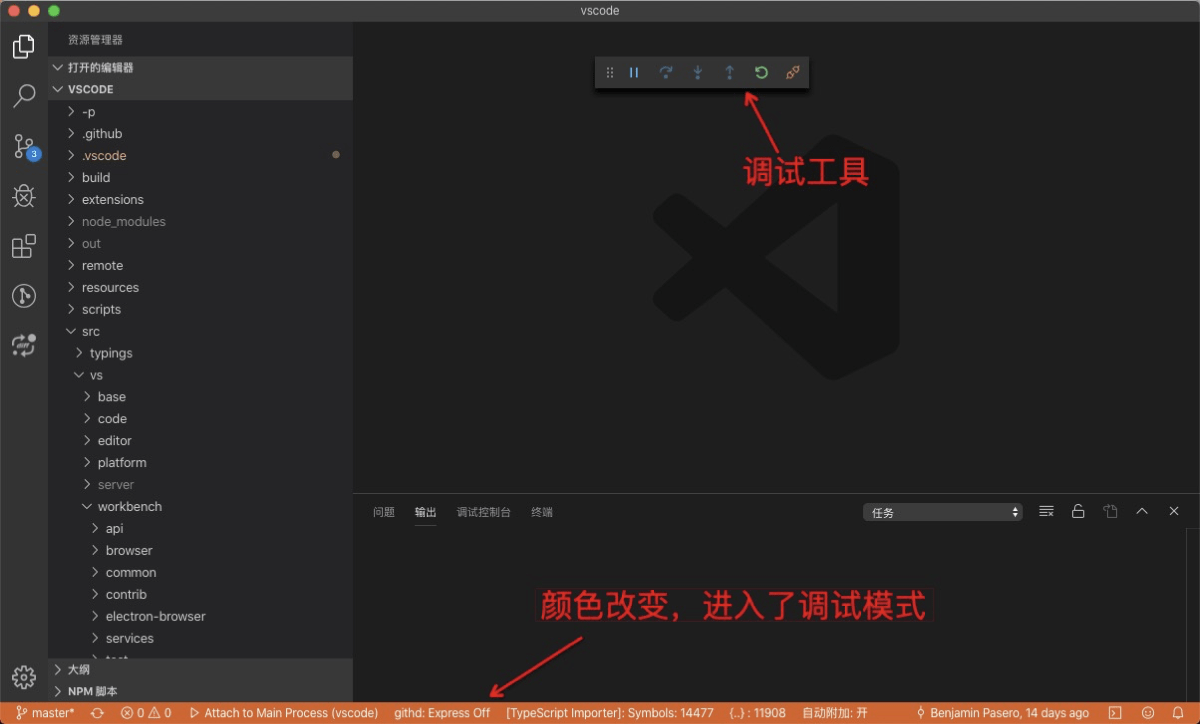 vscode
资源管理器
打开的编辑器
VSCODE
-p
.github
.vscode
build
extensions
node_modules
out
remote
resources
scripts
src
typings
vs
base
code
editor
platform
server
workbench
api
browser
common
contrib
electron-browser
services
test
大纲
NPM 脚本
3
调试工具
问题 输出 调试控制台 终端 任务
颜色改变，进入了调试模式
master* 0 0 Attach to Main Process (vscode) githd: Express Off [TypeScript Importer]: Symbols: 14477 {..} : 11908 自动附加: 开 Benjamin Pasero, 14 days ago